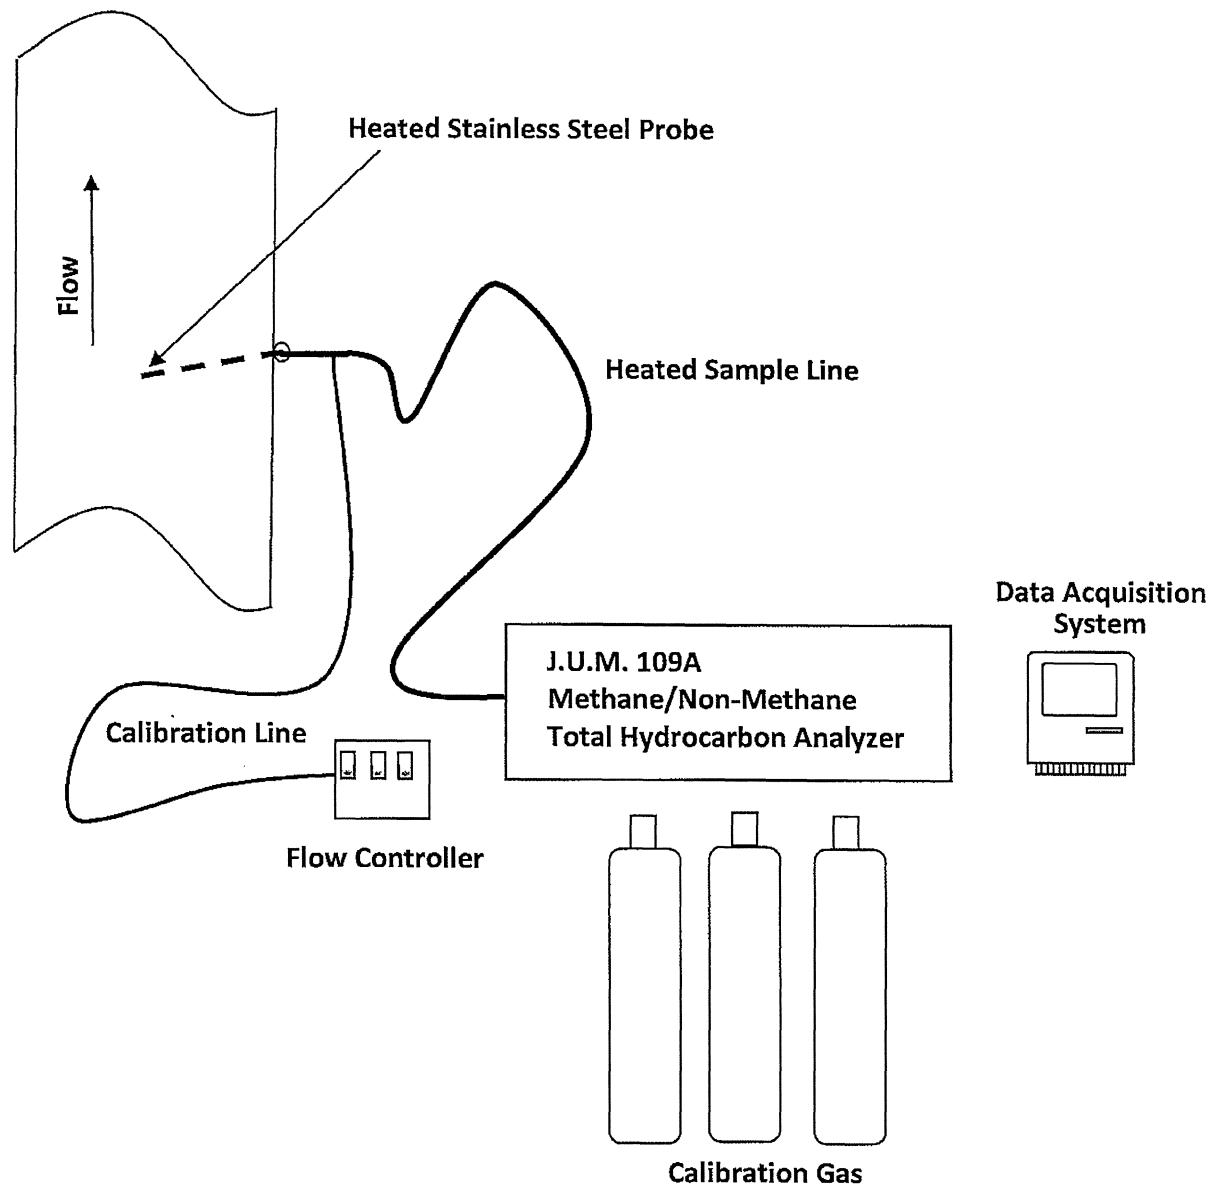 Heated Stainless Steel Probe
Flow
Heated Sample Line
Data Acquisition
System
J.U.M. 109A
Methane/Non-Methane
Total Hydrocarbon Analyzer
Calibration Line
Flow Controller
Calibration Gas